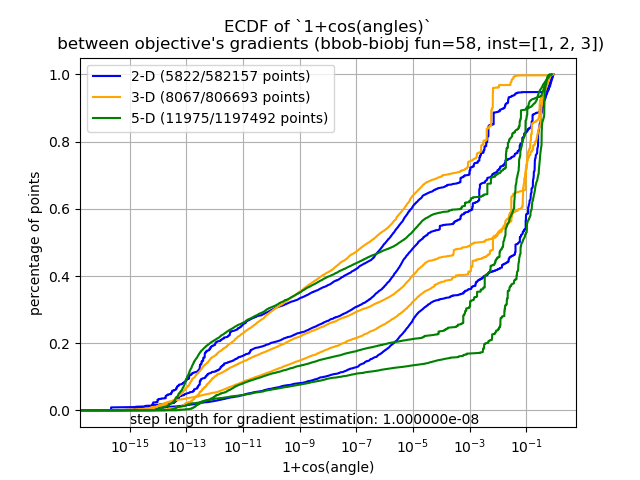 ECDF of `1+cos(angles)`
between objective's gradients (bbob-biobj fun=58, inst=[1, 2, 3])
2-D (5822/582157 points)
3-D (8067/806693 points)
5-D (11975/1197492 points)
percentage of points
1.0
0.8
0.6
0.4
0.2
0.0
step length for gradient estimation: 1.000000e-08
10⁻¹⁵ 10⁻¹³ 10⁻¹¹ 10⁻⁹ 10⁻⁷ 10⁻⁵ 10⁻³ 10⁻¹
1+cos(angle)